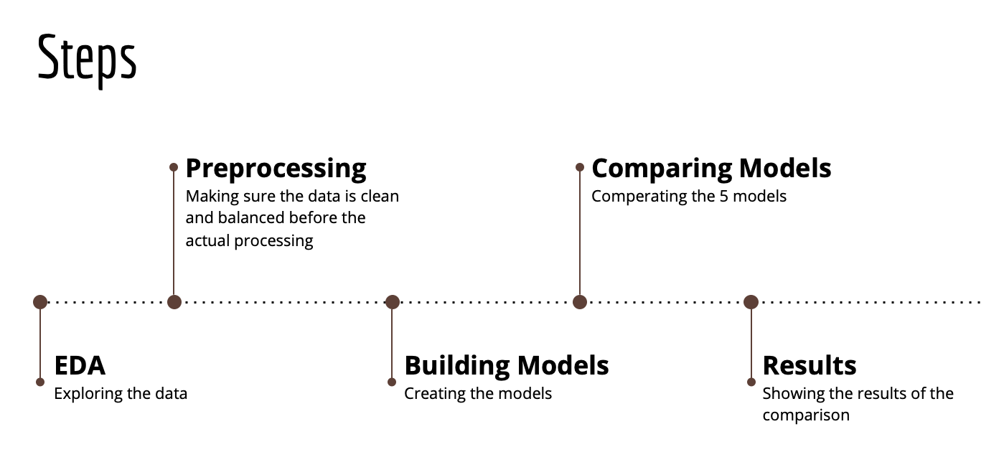 Steps
Preprocessing
Making sure the data is clean
and balanced before the
actual processing
Comparing Models
Comperating the 5 models
EDA
Exploring the data
Building Models
Creating the models
Results
Showing the results of the
comparison